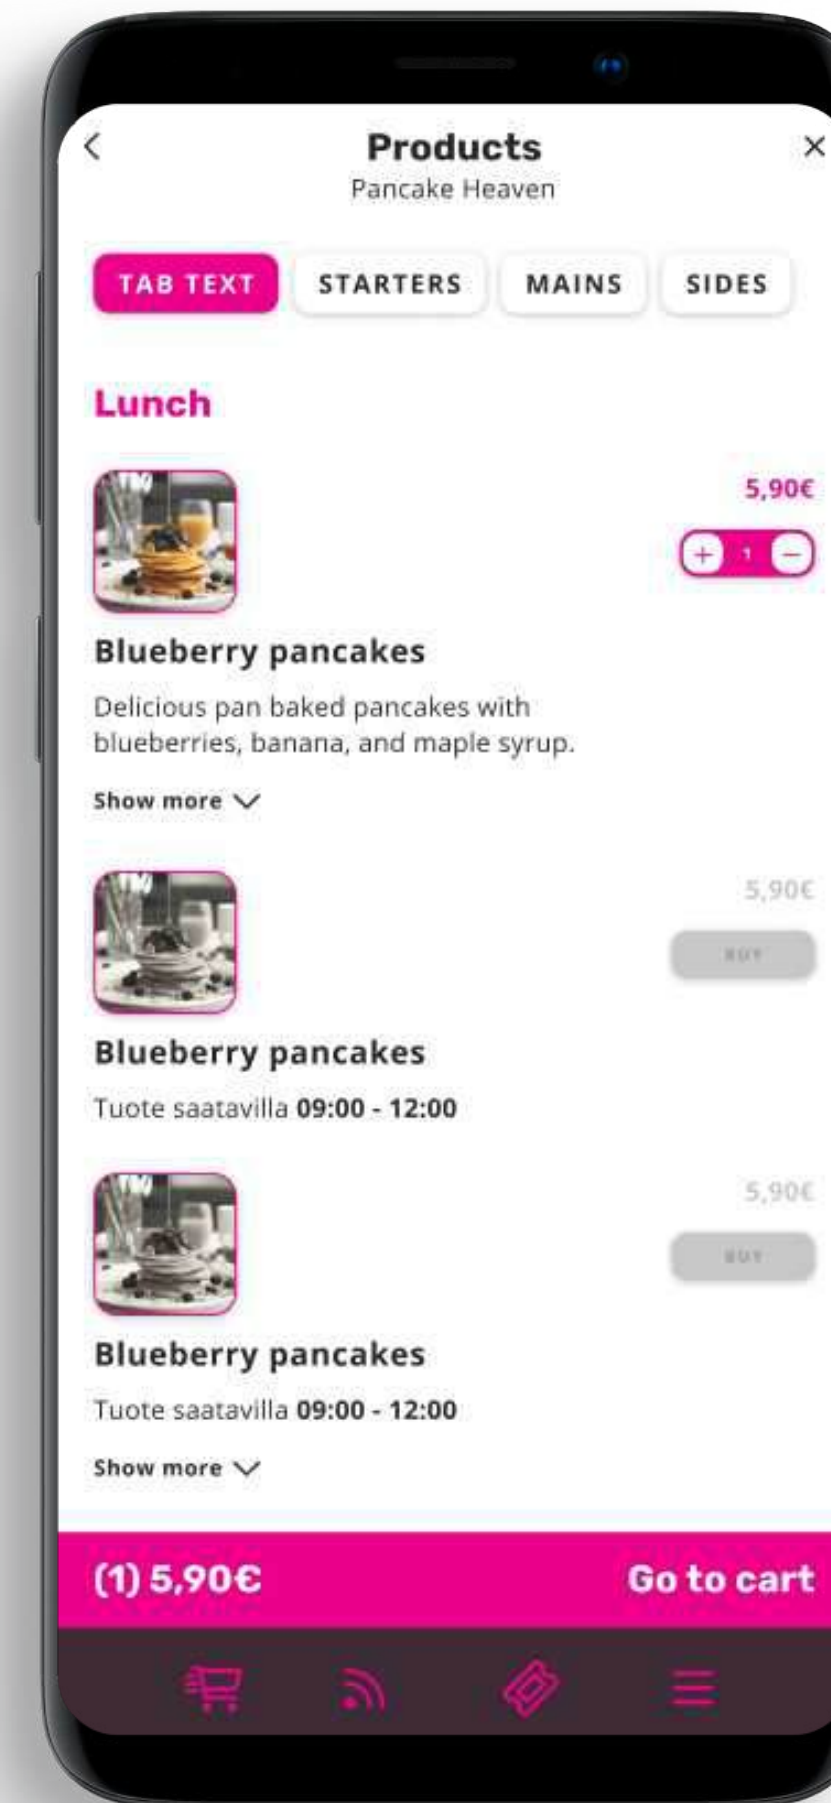 Products
Pancake Heaven
TAB TEXT STARTERS MAINS SIDES
Lunch
5,90€
+ 1 −
Blueberry pancakes
Delicious pan baked pancakes with
blueberries, banana, and maple syrup.
Show more
5,90€
BUY
Blueberry pancakes
Tuote saatavilla 09:00 - 12:00
5,90€
BUY
Blueberry pancakes
Tuote saatavilla 09:00 - 12:00
Show more
(1) 5,90€ Go to cart